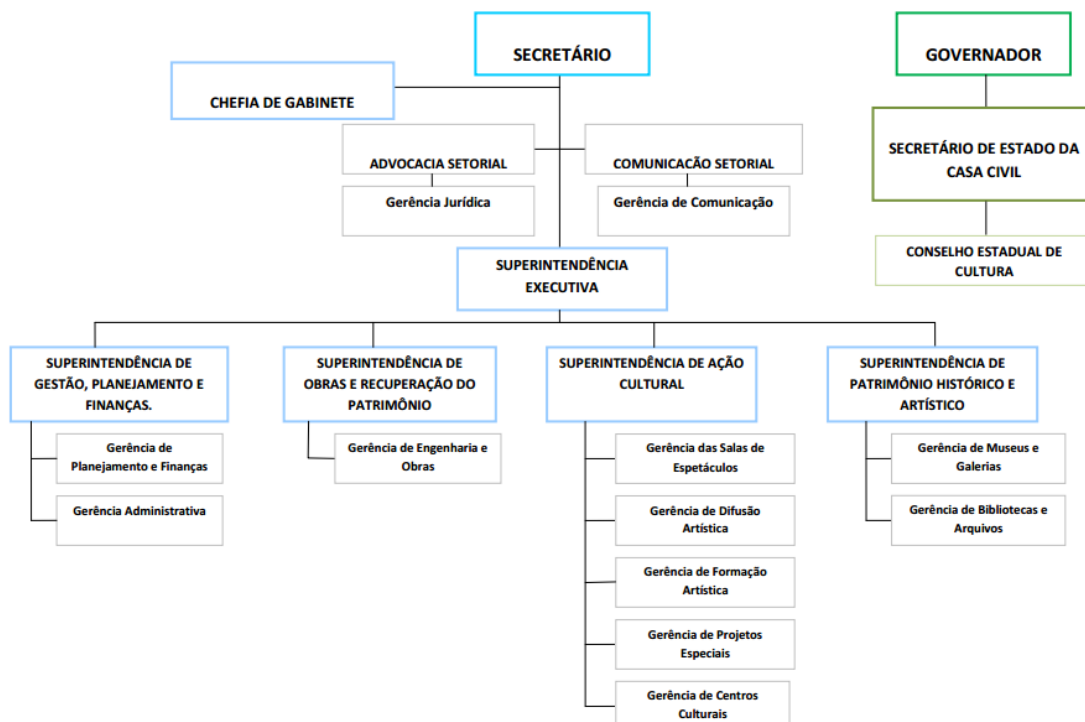 SECRETÁRIO
GOVERNADOR
CHEFIA DE GABINETE
SECRETÁRIO DE ESTADO DA
CASA CIVIL
ADVOCACIA SETORIAL
COMUNICAÇÃO SETORIAL
Gerência Jurídica
Gerência de Comunicação
CONSELHO ESTADUAL DE
CULTURA
SUPERINTENDÊNCIA
EXECUTIVA
SUPERINTENDÊNCIA DE
GESTÃO, PLANEJAMENTO E
FINANÇAS.
Gerência de
Planejamento e Finanças
Gerência Administrativa
SUPERINTENDÊNCIA DE
OBRAS E RECUPERAÇÃO DO
PATRIMÔNIO
Gerência de Engenharia e
Obras
SUPERINTENDÊNCIA DE AÇÃO
CULTURAL
Gerência das Salas de
Espetáculos
Gerência de Difusão
Artística
Gerência de Formação
Artística
Gerência de Projetos
Especiais
Gerência de Centros
Culturais
SUPERINTENDÊNCIA DE
PATRIMÔNIO HISTÓRICO E
ARTÍSTICO
Gerência de Museus e
Galerias
Gerência de Bibliotecas e
Arquivos